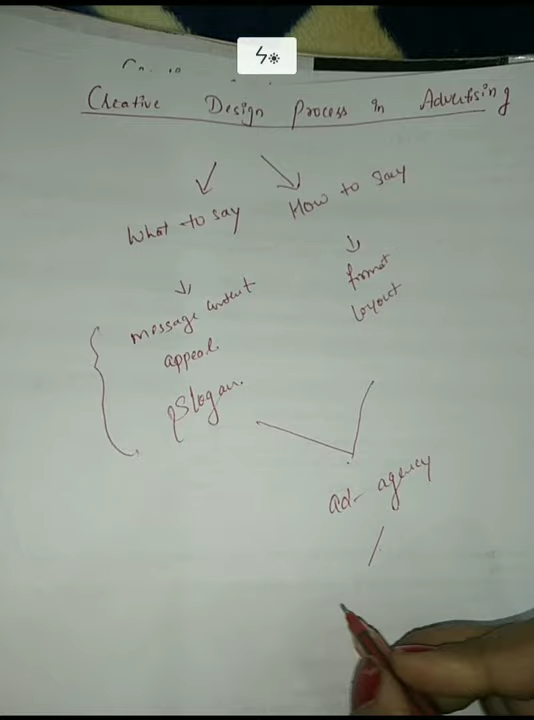 Creative Design Process in Advertising
What to say
How to say
message content
appeal
Slogan
format
layout
ad- agency